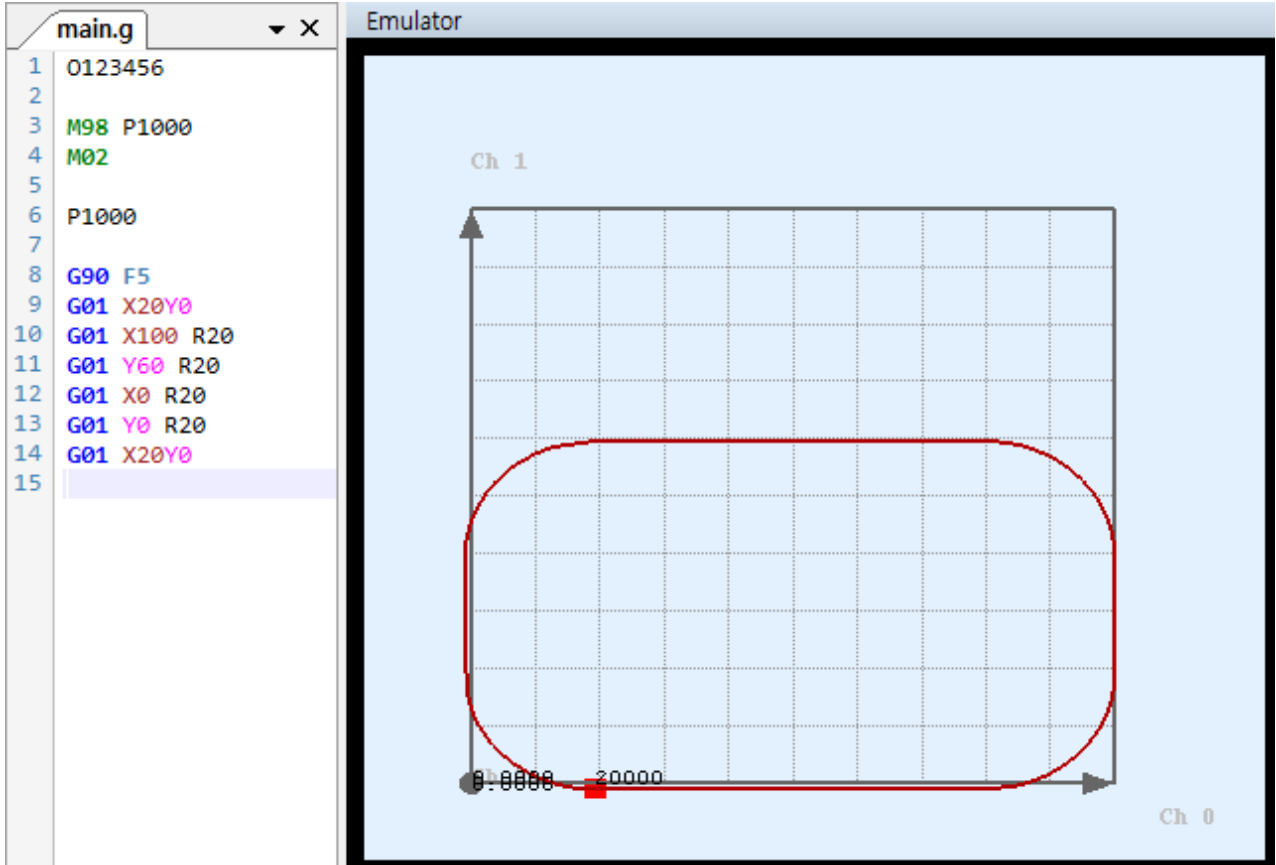 main.g
Emulator
1 O123456
2
3 M98 P1000
4 M02
5
6 P1000
7
8 G90 F5
9 G01 X20Y0
10 G01 X100 R20
11 G01 Y60 R20
12 G01 X0 R20
13 G01 Y0 R20
14 G01 X20Y0
15
Ch 1
20000
Ch 0